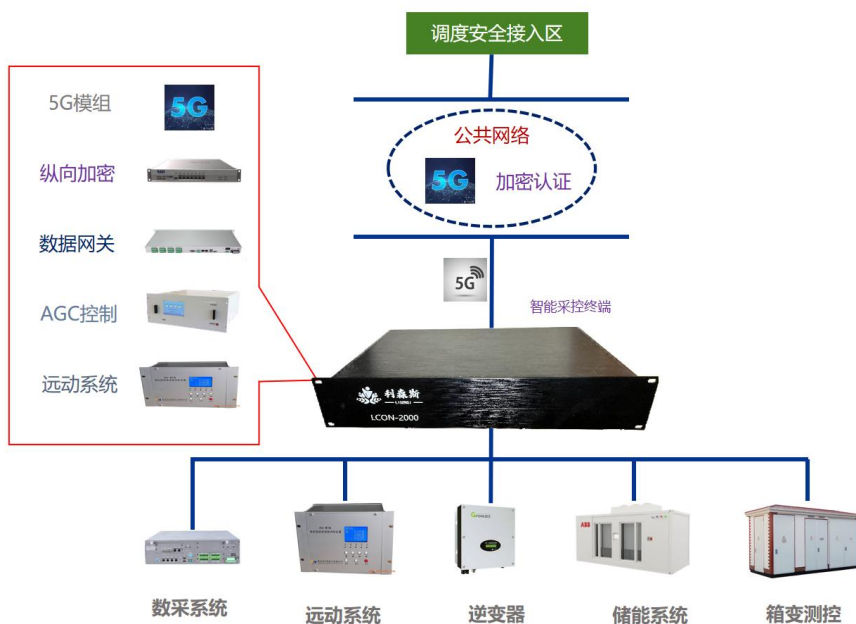 调度安全接入区
5G模组
5G
公共网络
纵向加密
5G
加密认证
数据网关
5G
智能采控终端
AGC控制
远动系统
利森斯
LCON-2000
ABB
数采系统
远动系统
逆变器
储能系统
箱变测控